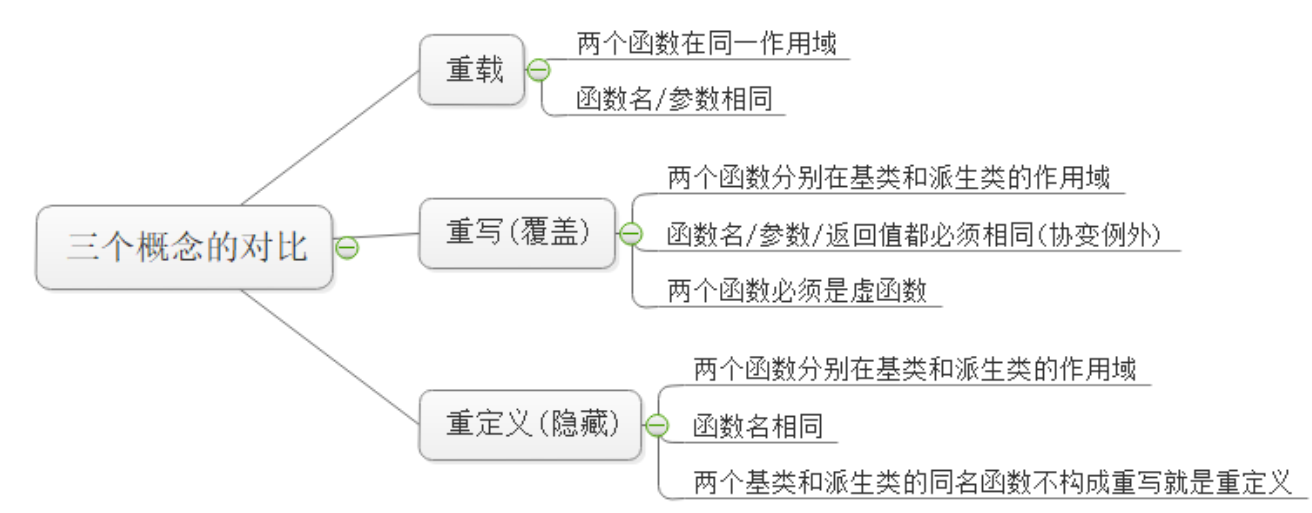 三个概念的对比
重载
两个函数在同一作用域
函数名/参数相同
重写(覆盖)
两个函数分别在基类和派生类的作用域
函数名/参数/返回值都必须相同(协变例外)
两个函数必须是虚函数
重定义(隐藏)
两个函数分别在基类和派生类的作用域
函数名相同
两个基类和派生类的同名函数不构成重写就是重定义